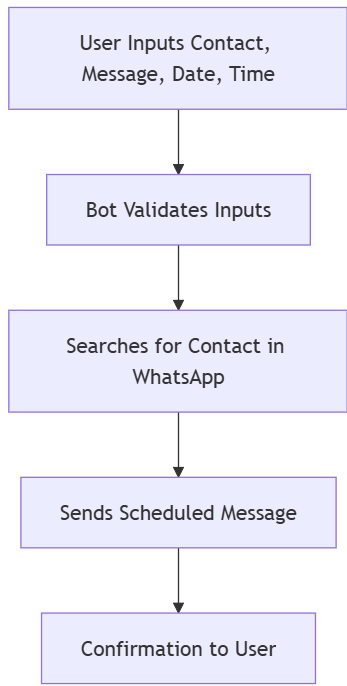 User Inputs Contact,
Message, Date, Time
Bot Validates Inputs
Searches for Contact in
WhatsApp
Sends Scheduled Message
Confirmation to User